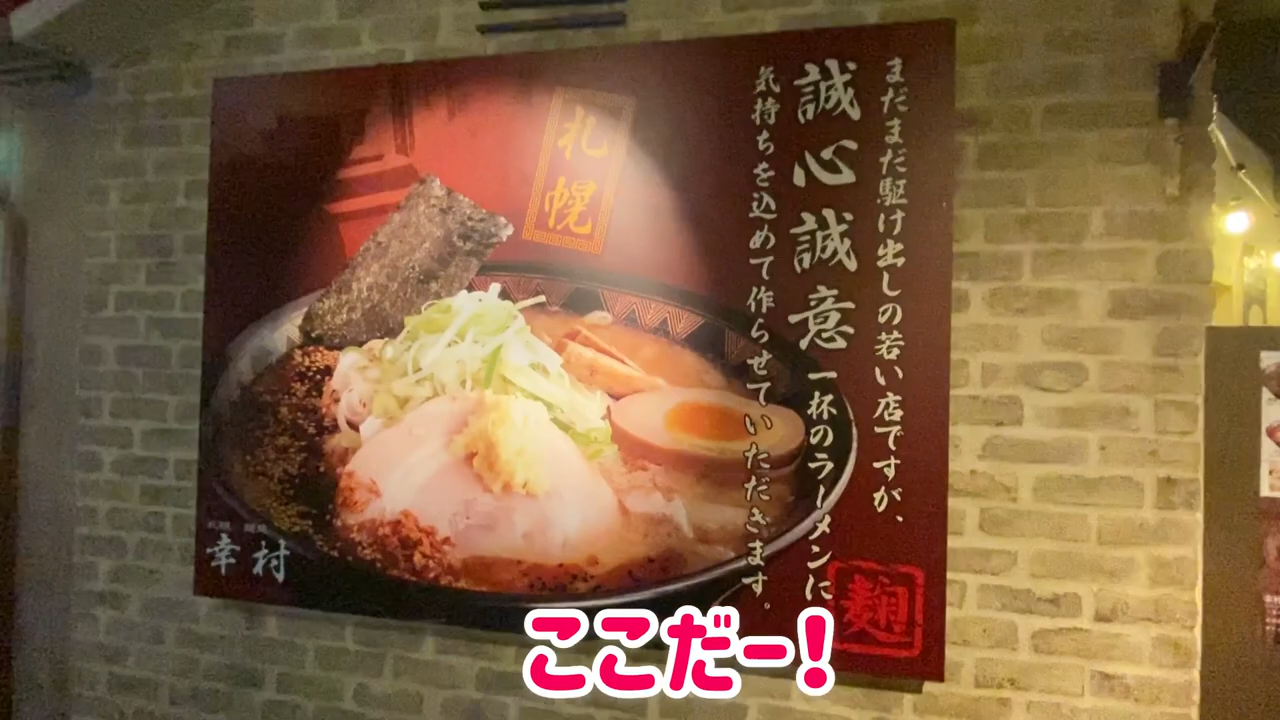 まだまだ駆け出しの若い店ですが、
誠心誠意一杯のラーメンに
気持ちを込めて作らせていただきます。
札幌
幸村
麺
ここだー!